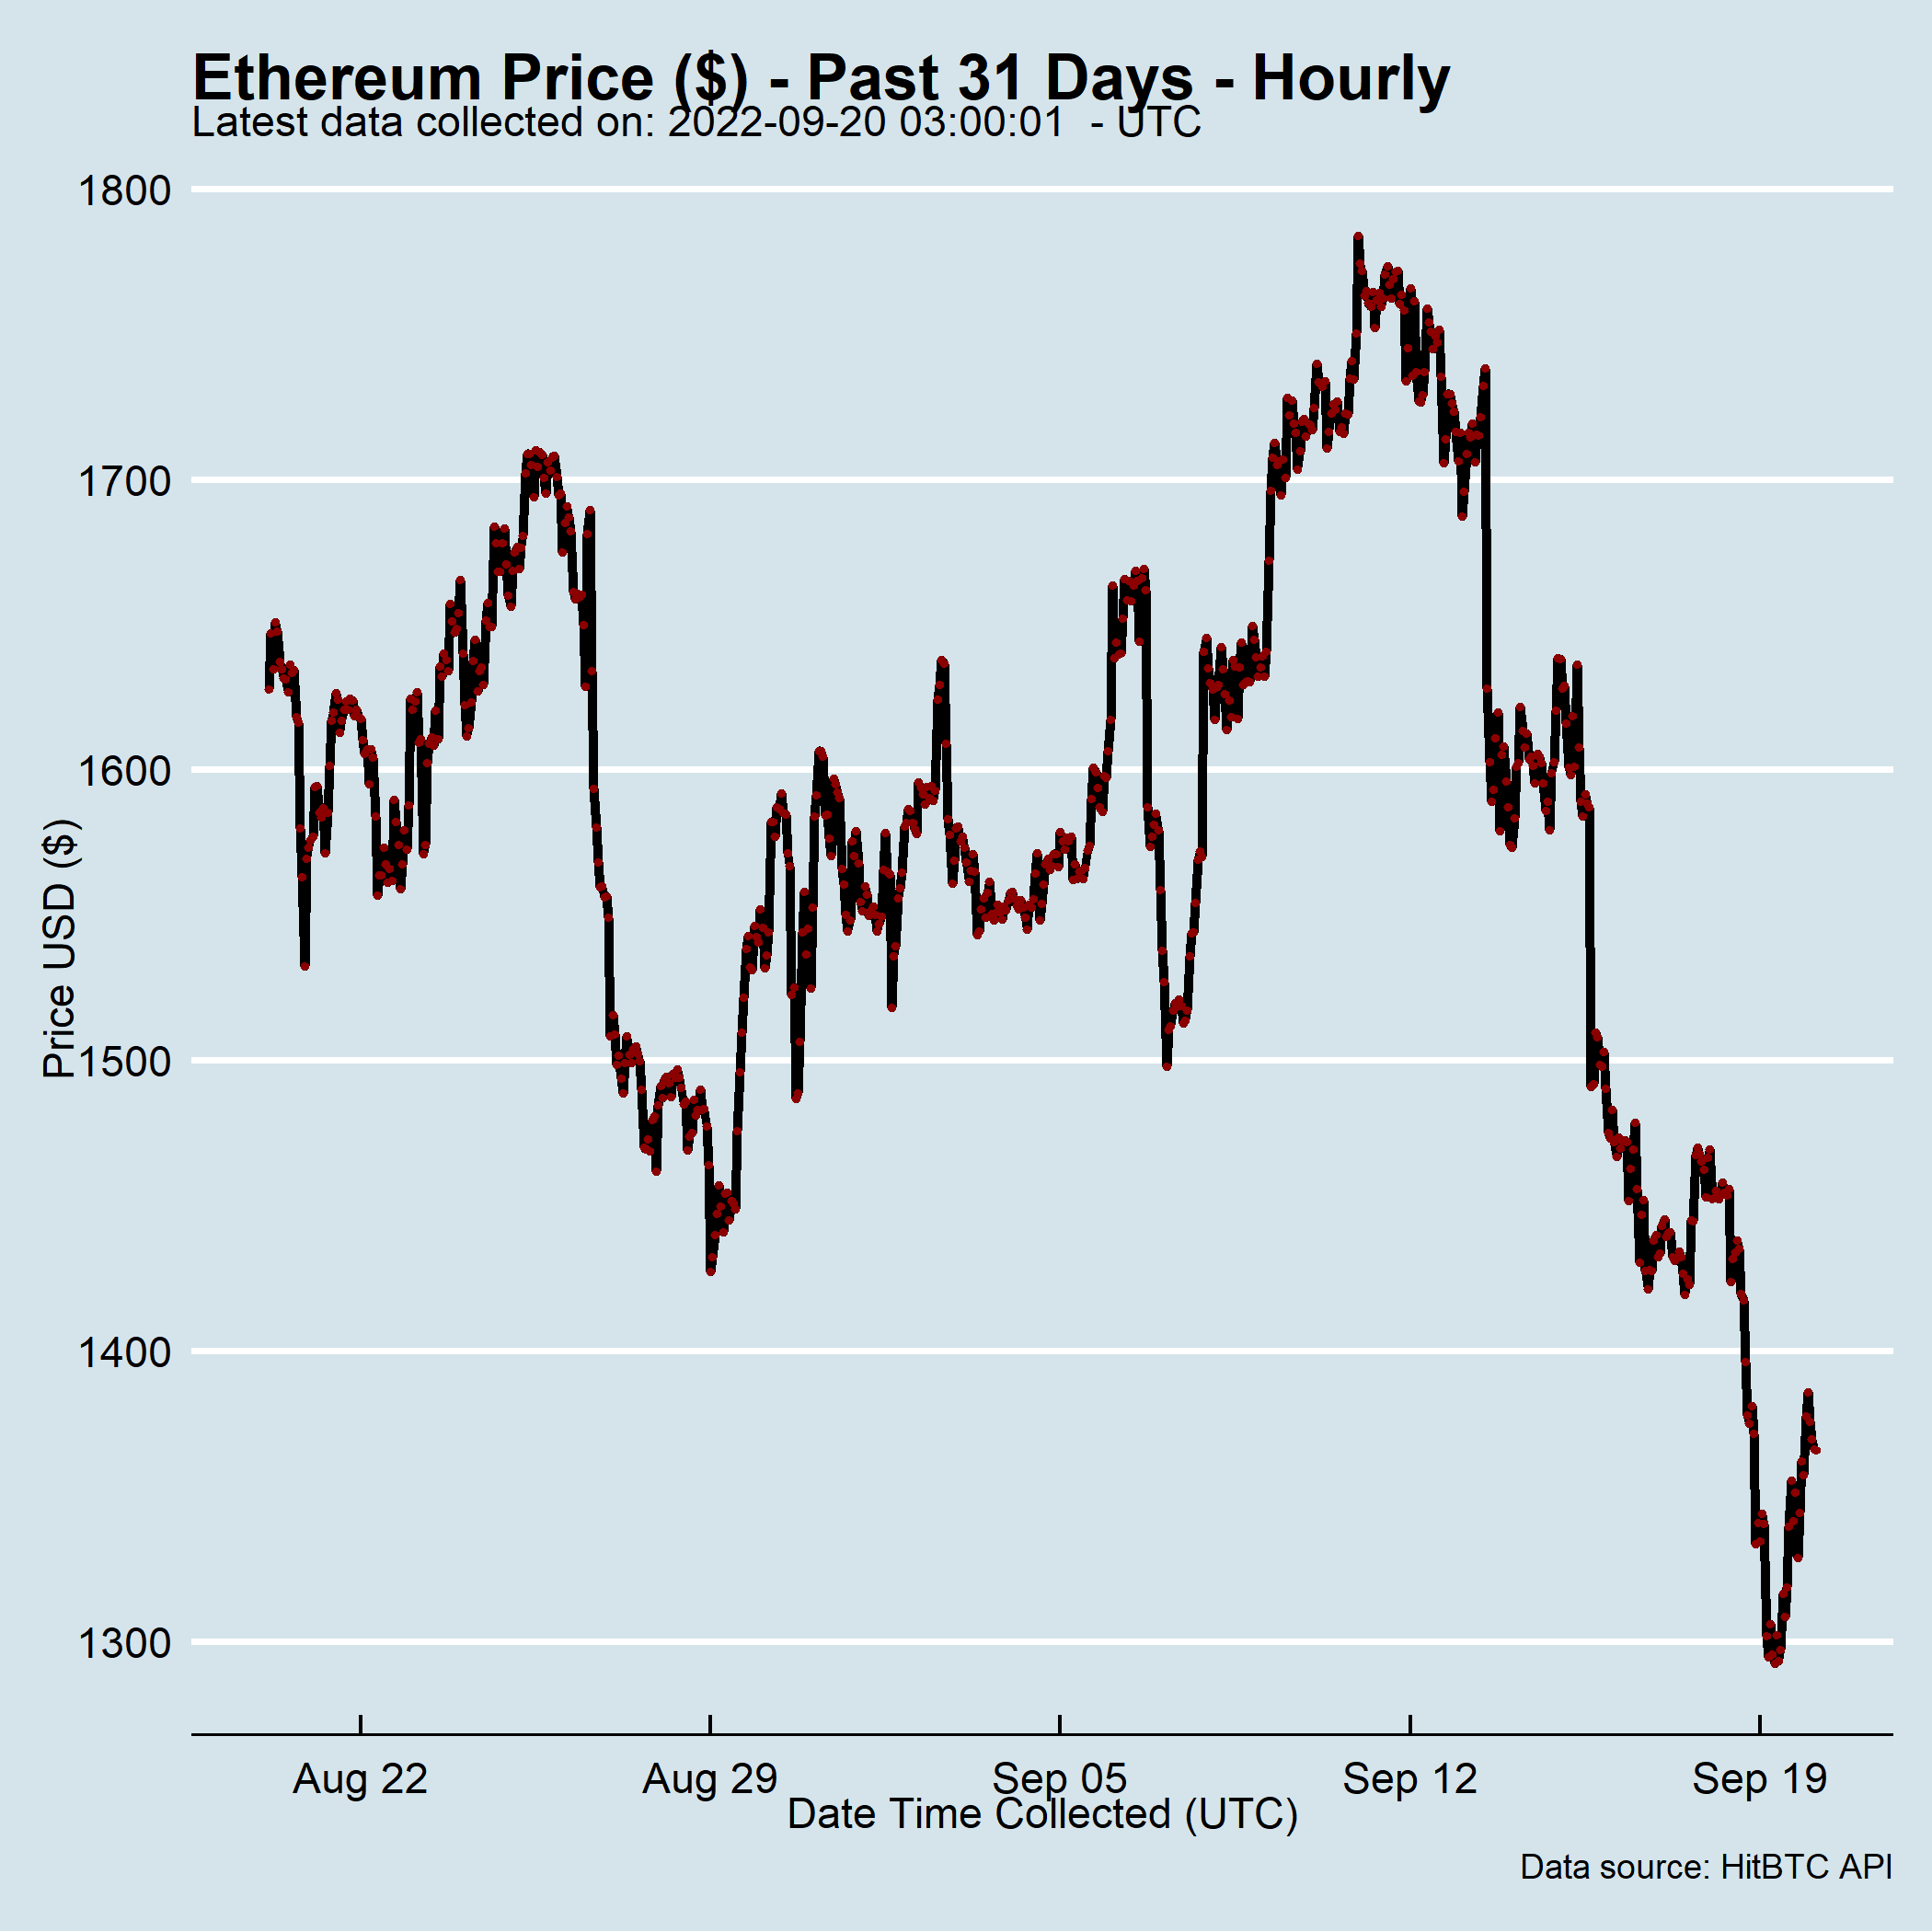 Ethereum Price ($) - Past 31 Days - Hourly
Latest data collected on: 2022-09-20 03:00:01  - UTC
1800
1700
1600
1500
1400
1300
Price USD ($)
Aug 22
Aug 29
Sep 05
Sep 12
Sep 19
Date Time Collected (UTC)
Data source: HitBTC API